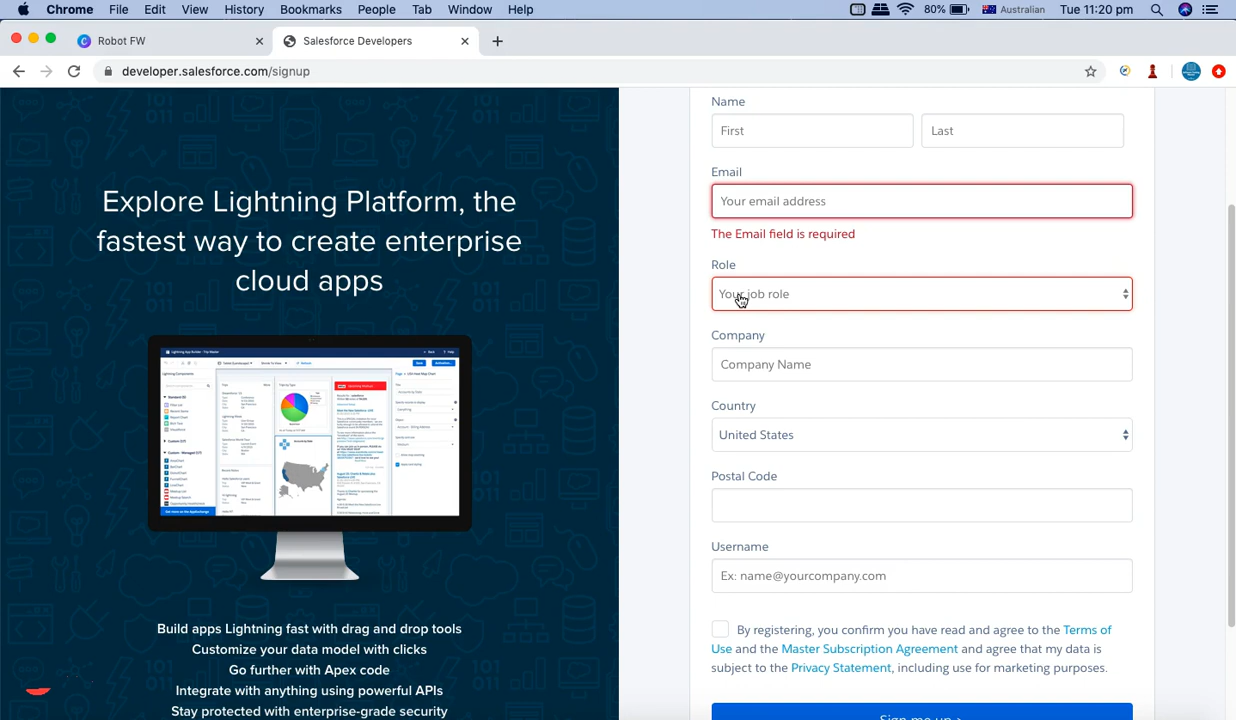 Chrome File Edit View History Bookmarks People Tab Window Help 80% Australian Tue 11:20 pm
Robot FW Salesforce Developers
developer.salesforce.com/signup
Explore Lightning Platform, the
fastest way to create enterprise
cloud apps
Build apps Lightning fast with drag and drop tools
Customize your data model with clicks
Go further with Apex code
Integrate with anything using powerful APIs
Stay protected with enterprise-grade security
Name
First Last
Email
Your email address
The Email field is required
Role
Your job role
Company
Company Name
Country
United States
Postal Code
Username
Ex: name@yourcompany.com
By registering, you confirm you have read and agree to the Terms of
Use and the Master Subscription Agreement and agree that my data is
subject to the Privacy Statement, including use for marketing purposes.
Sign me up >